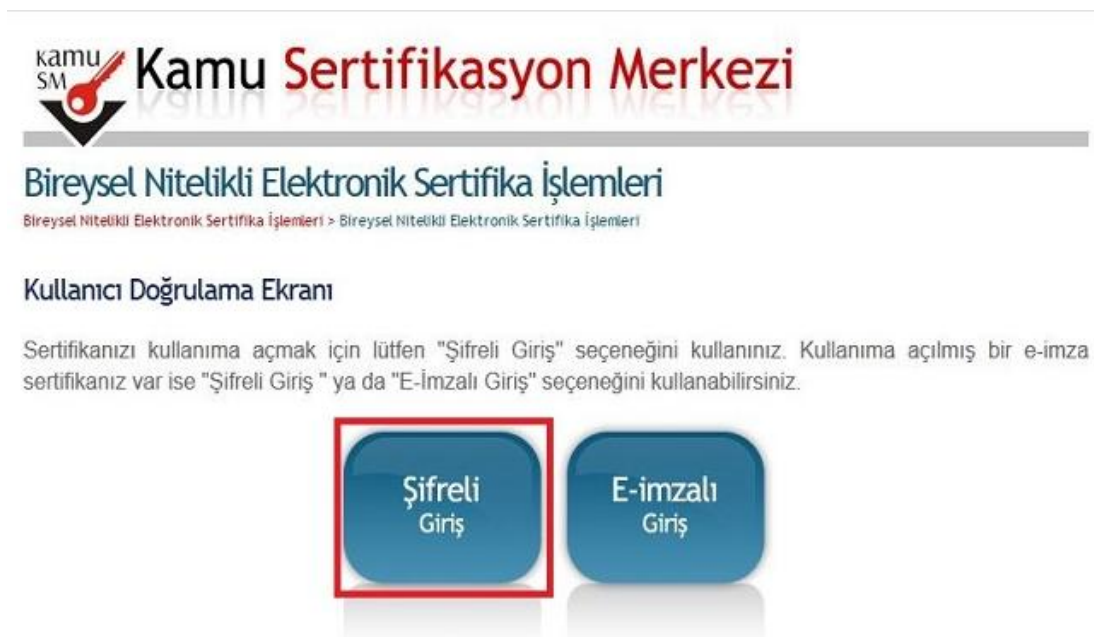 Kamu
SM
Kamu Sertifikasyon Merkezi
Bireysel Nitelikli Elektronik Sertifika İşlemleri
Bireysel Nitelikli Elektronik Sertifika İşlemleri > Bireysel Nitelikli Elektronik Sertifika İşlemleri
Kullanıcı Doğrulama Ekranı
Sertifikanızı kullanıma açmak için lütfen "Şifreli Giriş" seçeneğini kullanınız. Kullanıma açılmış bir e-imza
sertifikanız var ise "Şifreli Giriş " ya da "E-İmzalı Giriş" seçeneğini kullanabilirsiniz.
Şifreli
Giriş
E-imzalı
Giriş